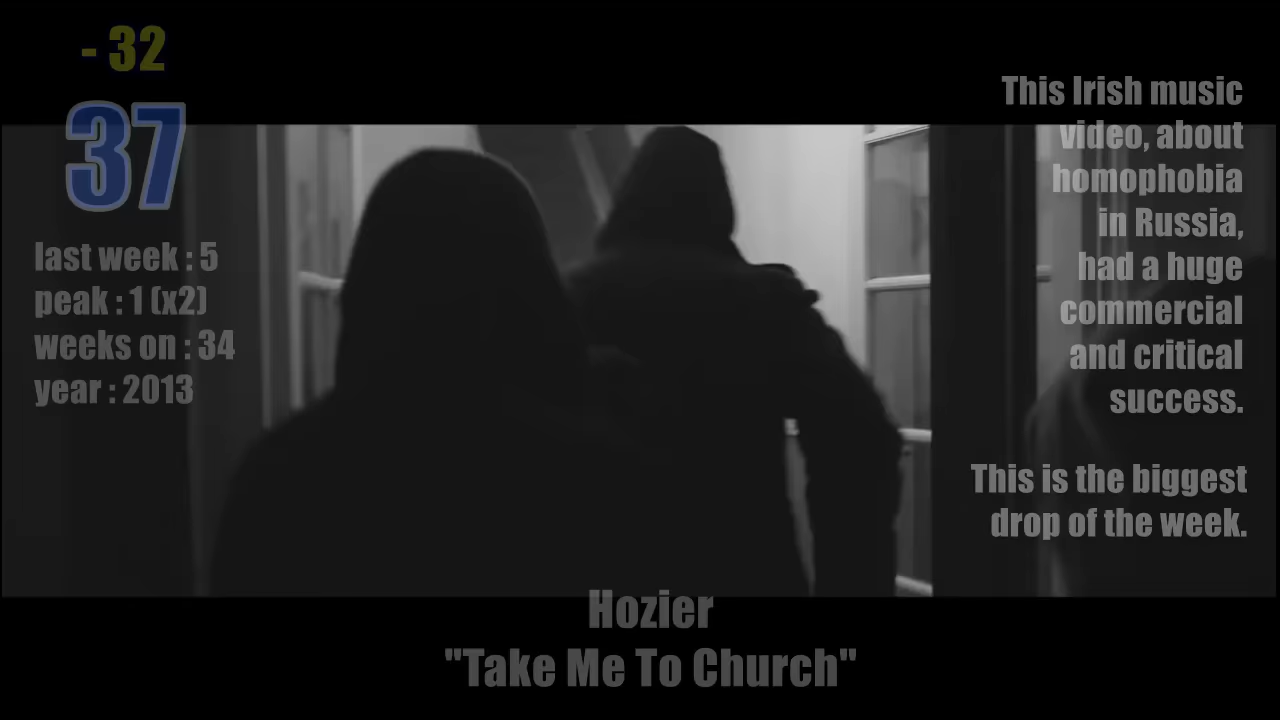 - 32
37
last week : 5
peak : 1 (x2)
weeks on : 34
year : 2013
This Irish music
video, about
homophobia
in Russia,
had a huge
commercial
and critical
success.
This is the biggest
drop of the week.
Hozier
"Take Me To Church"